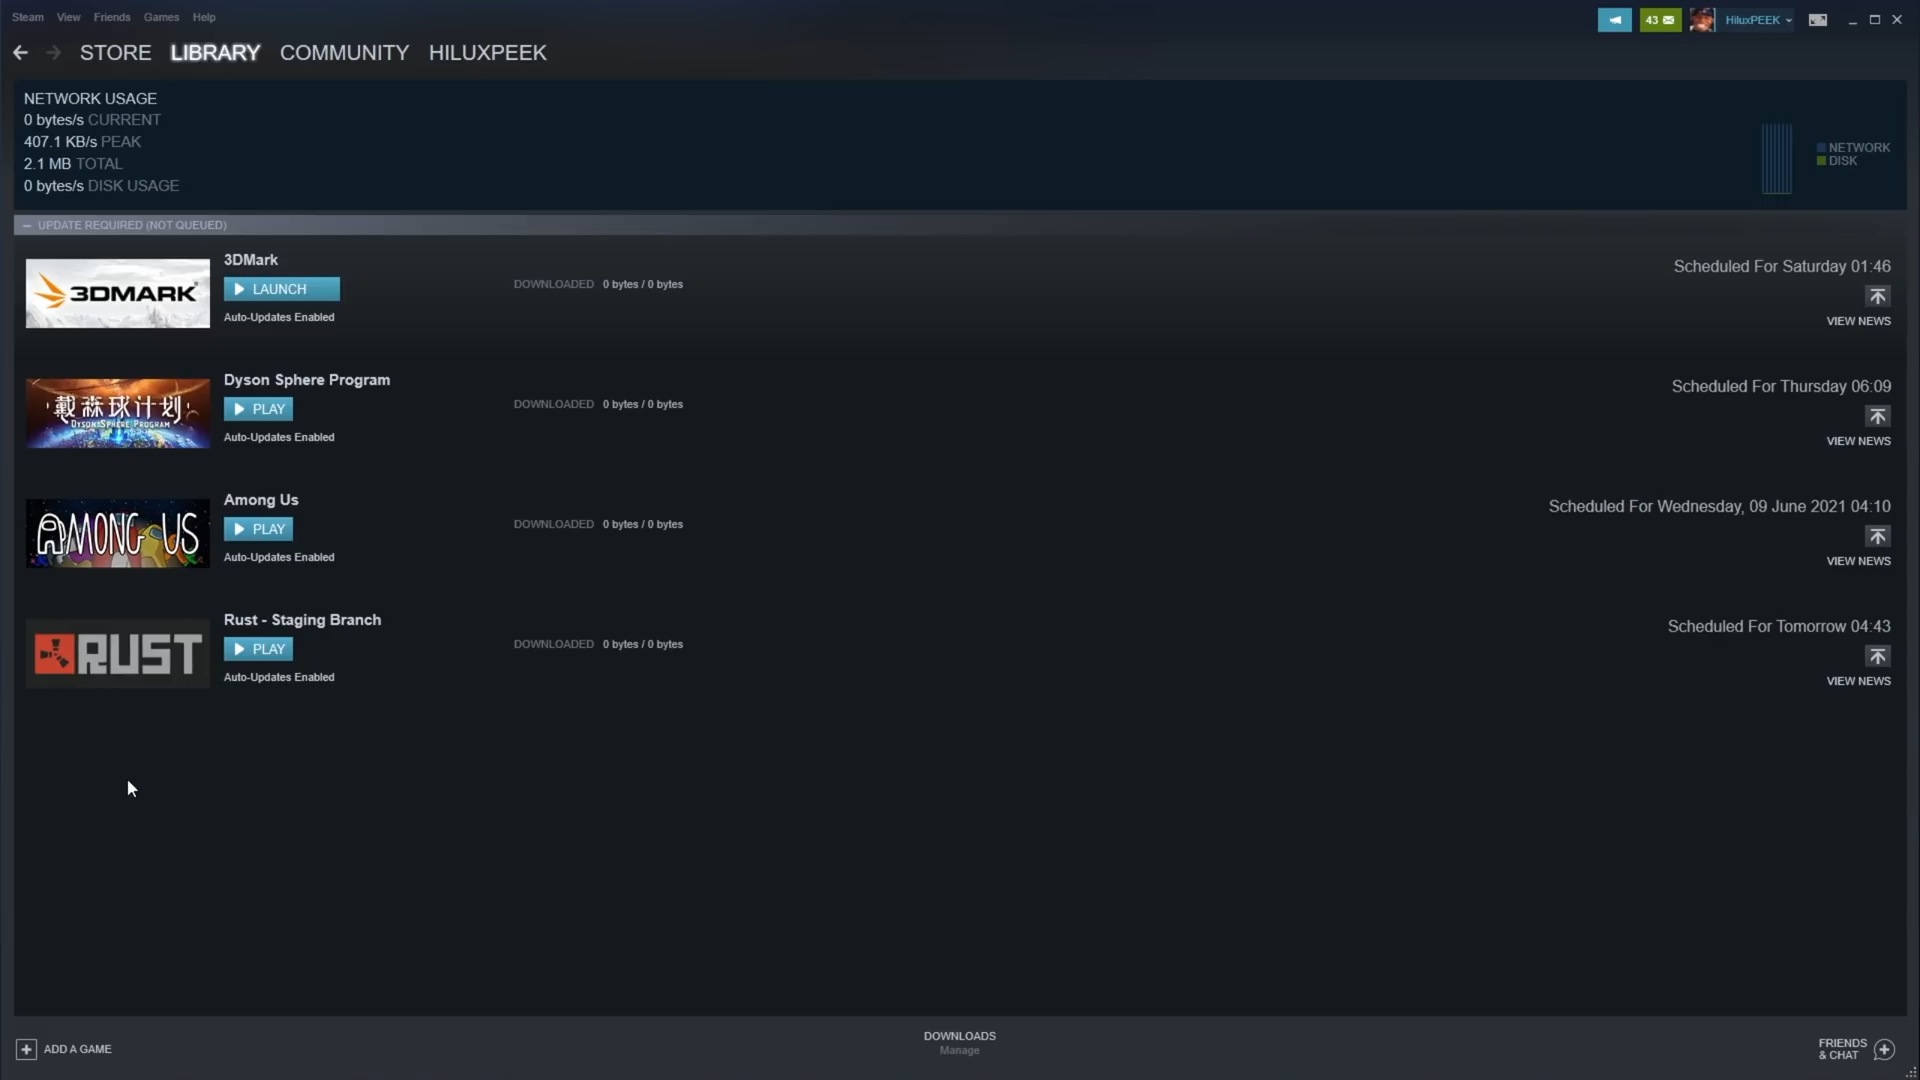 Steam View Friends Games Help
43 HiluxPEEK
STORE LIBRARY COMMUNITY HILUXPEEK
NETWORK USAGE
0 bytes/s CURRENT
407.1 KB/s PEAK
2.1 MB TOTAL
0 bytes/s DISK USAGE
NETWORK
DISK
UPDATE REQUIRED (NOT QUEUED)
3DMARK
3DMark
LAUNCH
Auto-Updates Enabled
DOWNLOADED 0 bytes / 0 bytes
Scheduled For Saturday 01:46
VIEW NEWS
戴森球计划
DYSON SPHERE PROGRAM
Dyson Sphere Program
PLAY
Auto-Updates Enabled
DOWNLOADED 0 bytes / 0 bytes
Scheduled For Thursday 06:09
VIEW NEWS
AMONG US
Among Us
PLAY
Auto-Updates Enabled
DOWNLOADED 0 bytes / 0 bytes
Scheduled For Wednesday, 09 June 2021 04:10
VIEW NEWS
RUST
Rust - Staging Branch
PLAY
Auto-Updates Enabled
DOWNLOADED 0 bytes / 0 bytes
Scheduled For Tomorrow 04:43
VIEW NEWS
ADD A GAME
DOWNLOADS
Manage
FRIENDS
& CHAT